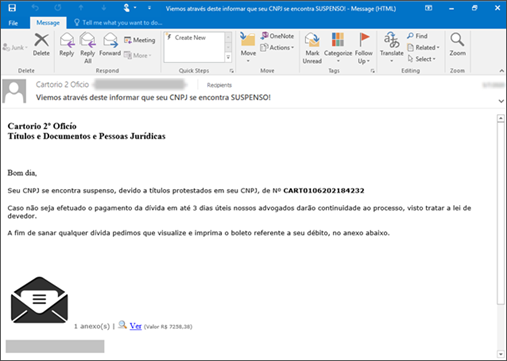 Viemos através deste informar que seu CNPJ se encontra SUSPENSO! - Message (HTML)
File Message Tell me what you want to do...
Junk Delete Reply Reply All Forward Meeting More Create New Move OneNote Actions Mark Unread Categorize Follow Up Translate Find Related Select Zoom
Delete Respond Quick Steps Move Tags Editing Zoom
Cartorio 2 Oficio Recipients
Viemos através deste informar que seu CNPJ se encontra SUSPENSO!
Cartorio 2° Ofício
Títulos e Documentos e Pessoas Jurídicas
Bom dia,
Seu CNPJ se encontra suspenso, devido a títulos protestados em seu CNPJ, de Nº CART0106202184232
Caso não seja efetuado o pagamento da dívida em até 3 dias úteis nossos advogados darão continuidade ao processo, visto tratar a lei de
devedor.
A fim de sanar qualquer dívida pedimos que visualize e imprima o boleto referente a seu débito, no anexo abaixo.
1 anexo(s) | Ver (Valor R$ 7258,38)